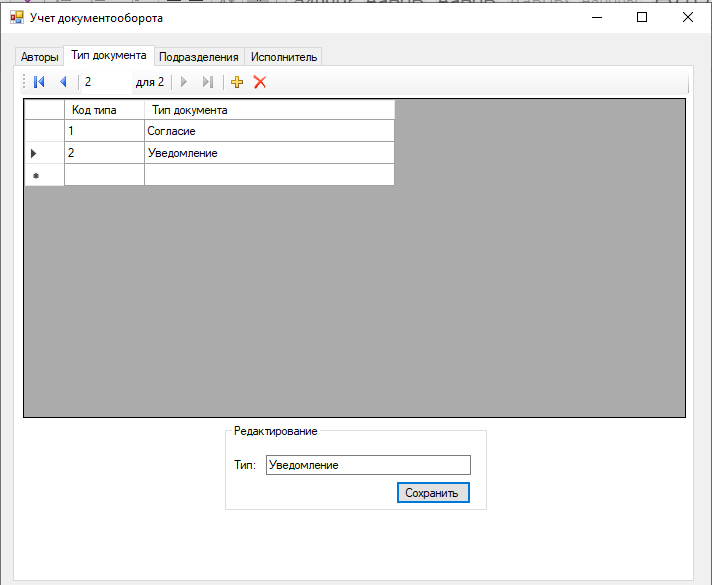 Учет документооборота
Авторы Тип документа Подразделения Исполнитель
2 для 2
Код типа Тип документа
1 Согласие
2 Уведомление
Редактирование
Тип: Уведомление
Сохранить